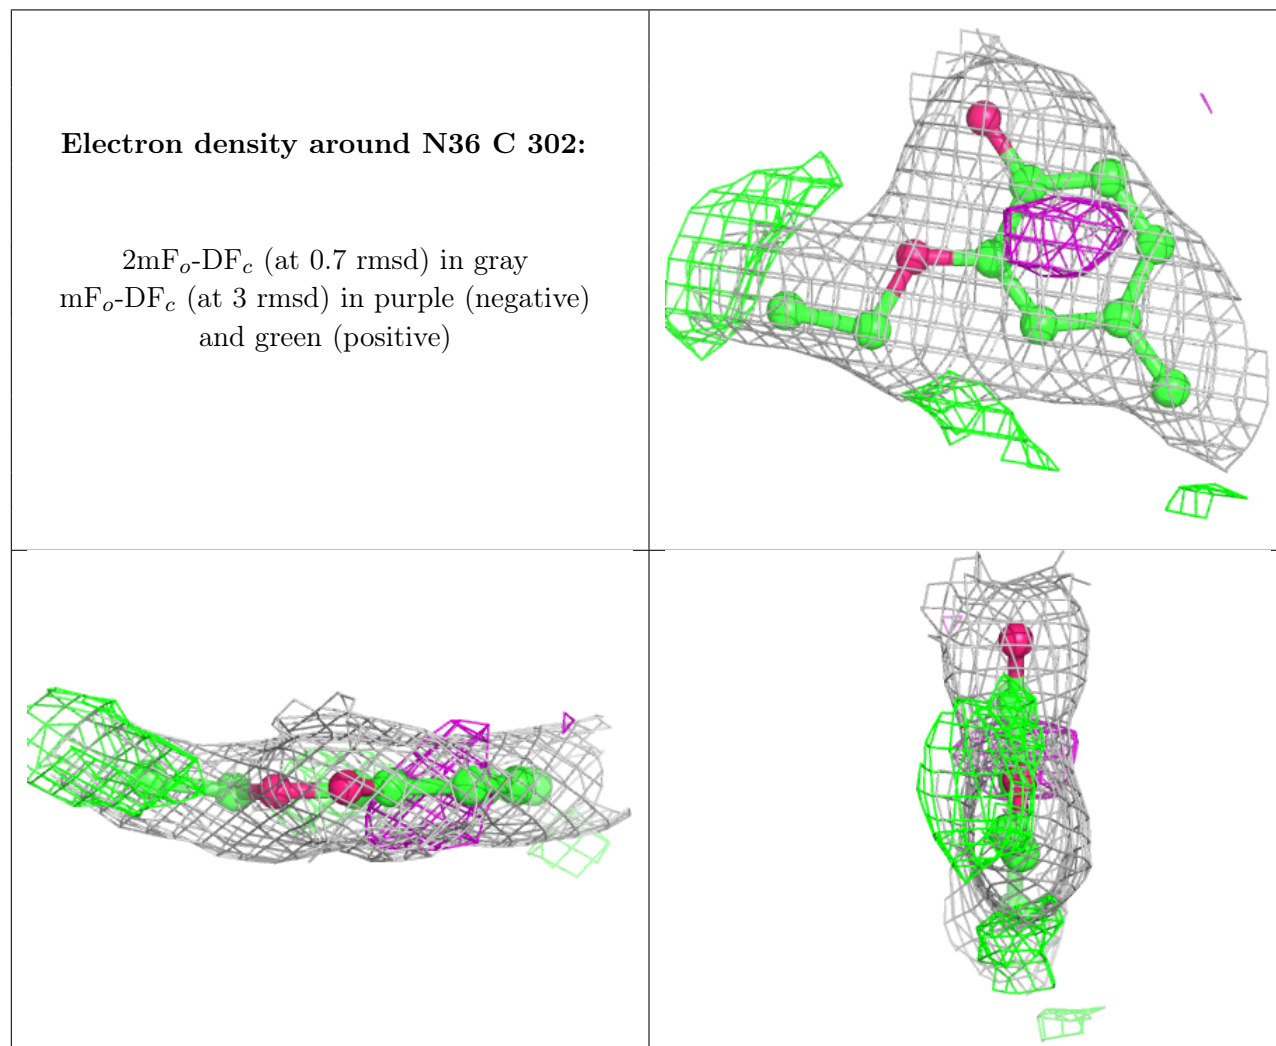 Electron density around N36 C 302:
2mFo-DFc (at 0.7 rmsd) in gray
mFo-DFc (at 3 rmsd) in purple (negative)
and green (positive)